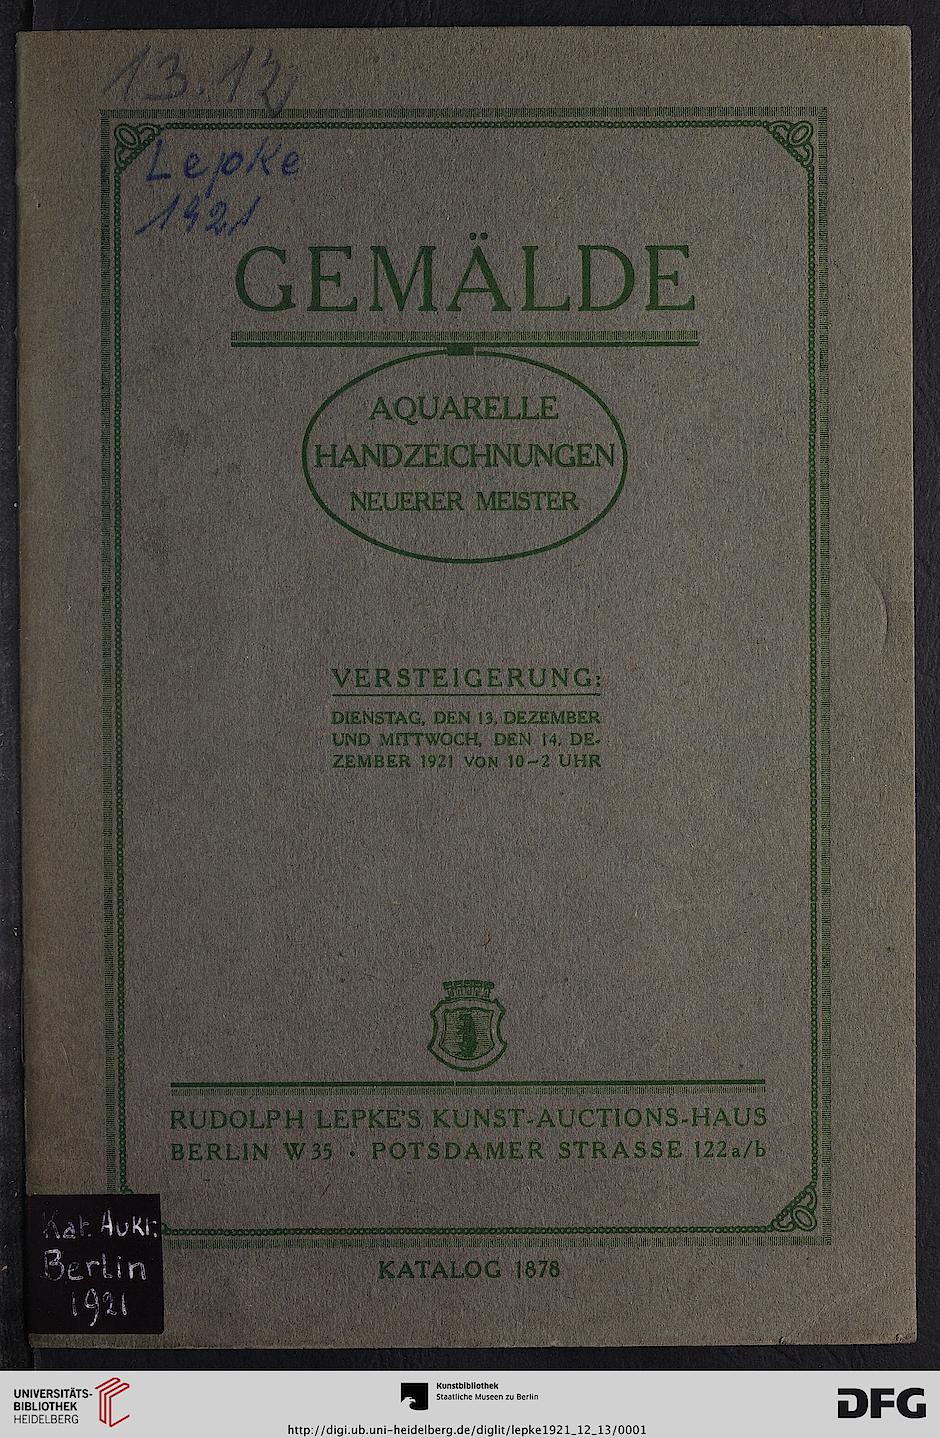 13.12
Lepke
1921
GEMÄLDE
AQUARELLE
HANDZEICHNUNGEN
NEUERER MEISTER
VERSTEIGERUNG:
DIENSTAG, DEN 13. DEZEMBER
UND MITTWOCH, DEN 14. DE-
ZEMBER 1921 VON 10–2 UHR
RUDOLPH LEPKE'S KUNST-AUCTIONS-HAUS
BERLIN W 35 · POTSDAMER STRASSE 122a/b
Kat. Aukt.
Berlin
1921
KATALOG 1878
UNIVERSITÄTS-
BIBLIOTHEK
HEIDELBERG
Kunstbibliothek
Staatliche Museen zu Berlin
DFG
http://digi.ub.uni-heidelberg.de/diglit/lepke1921_12_13/0001